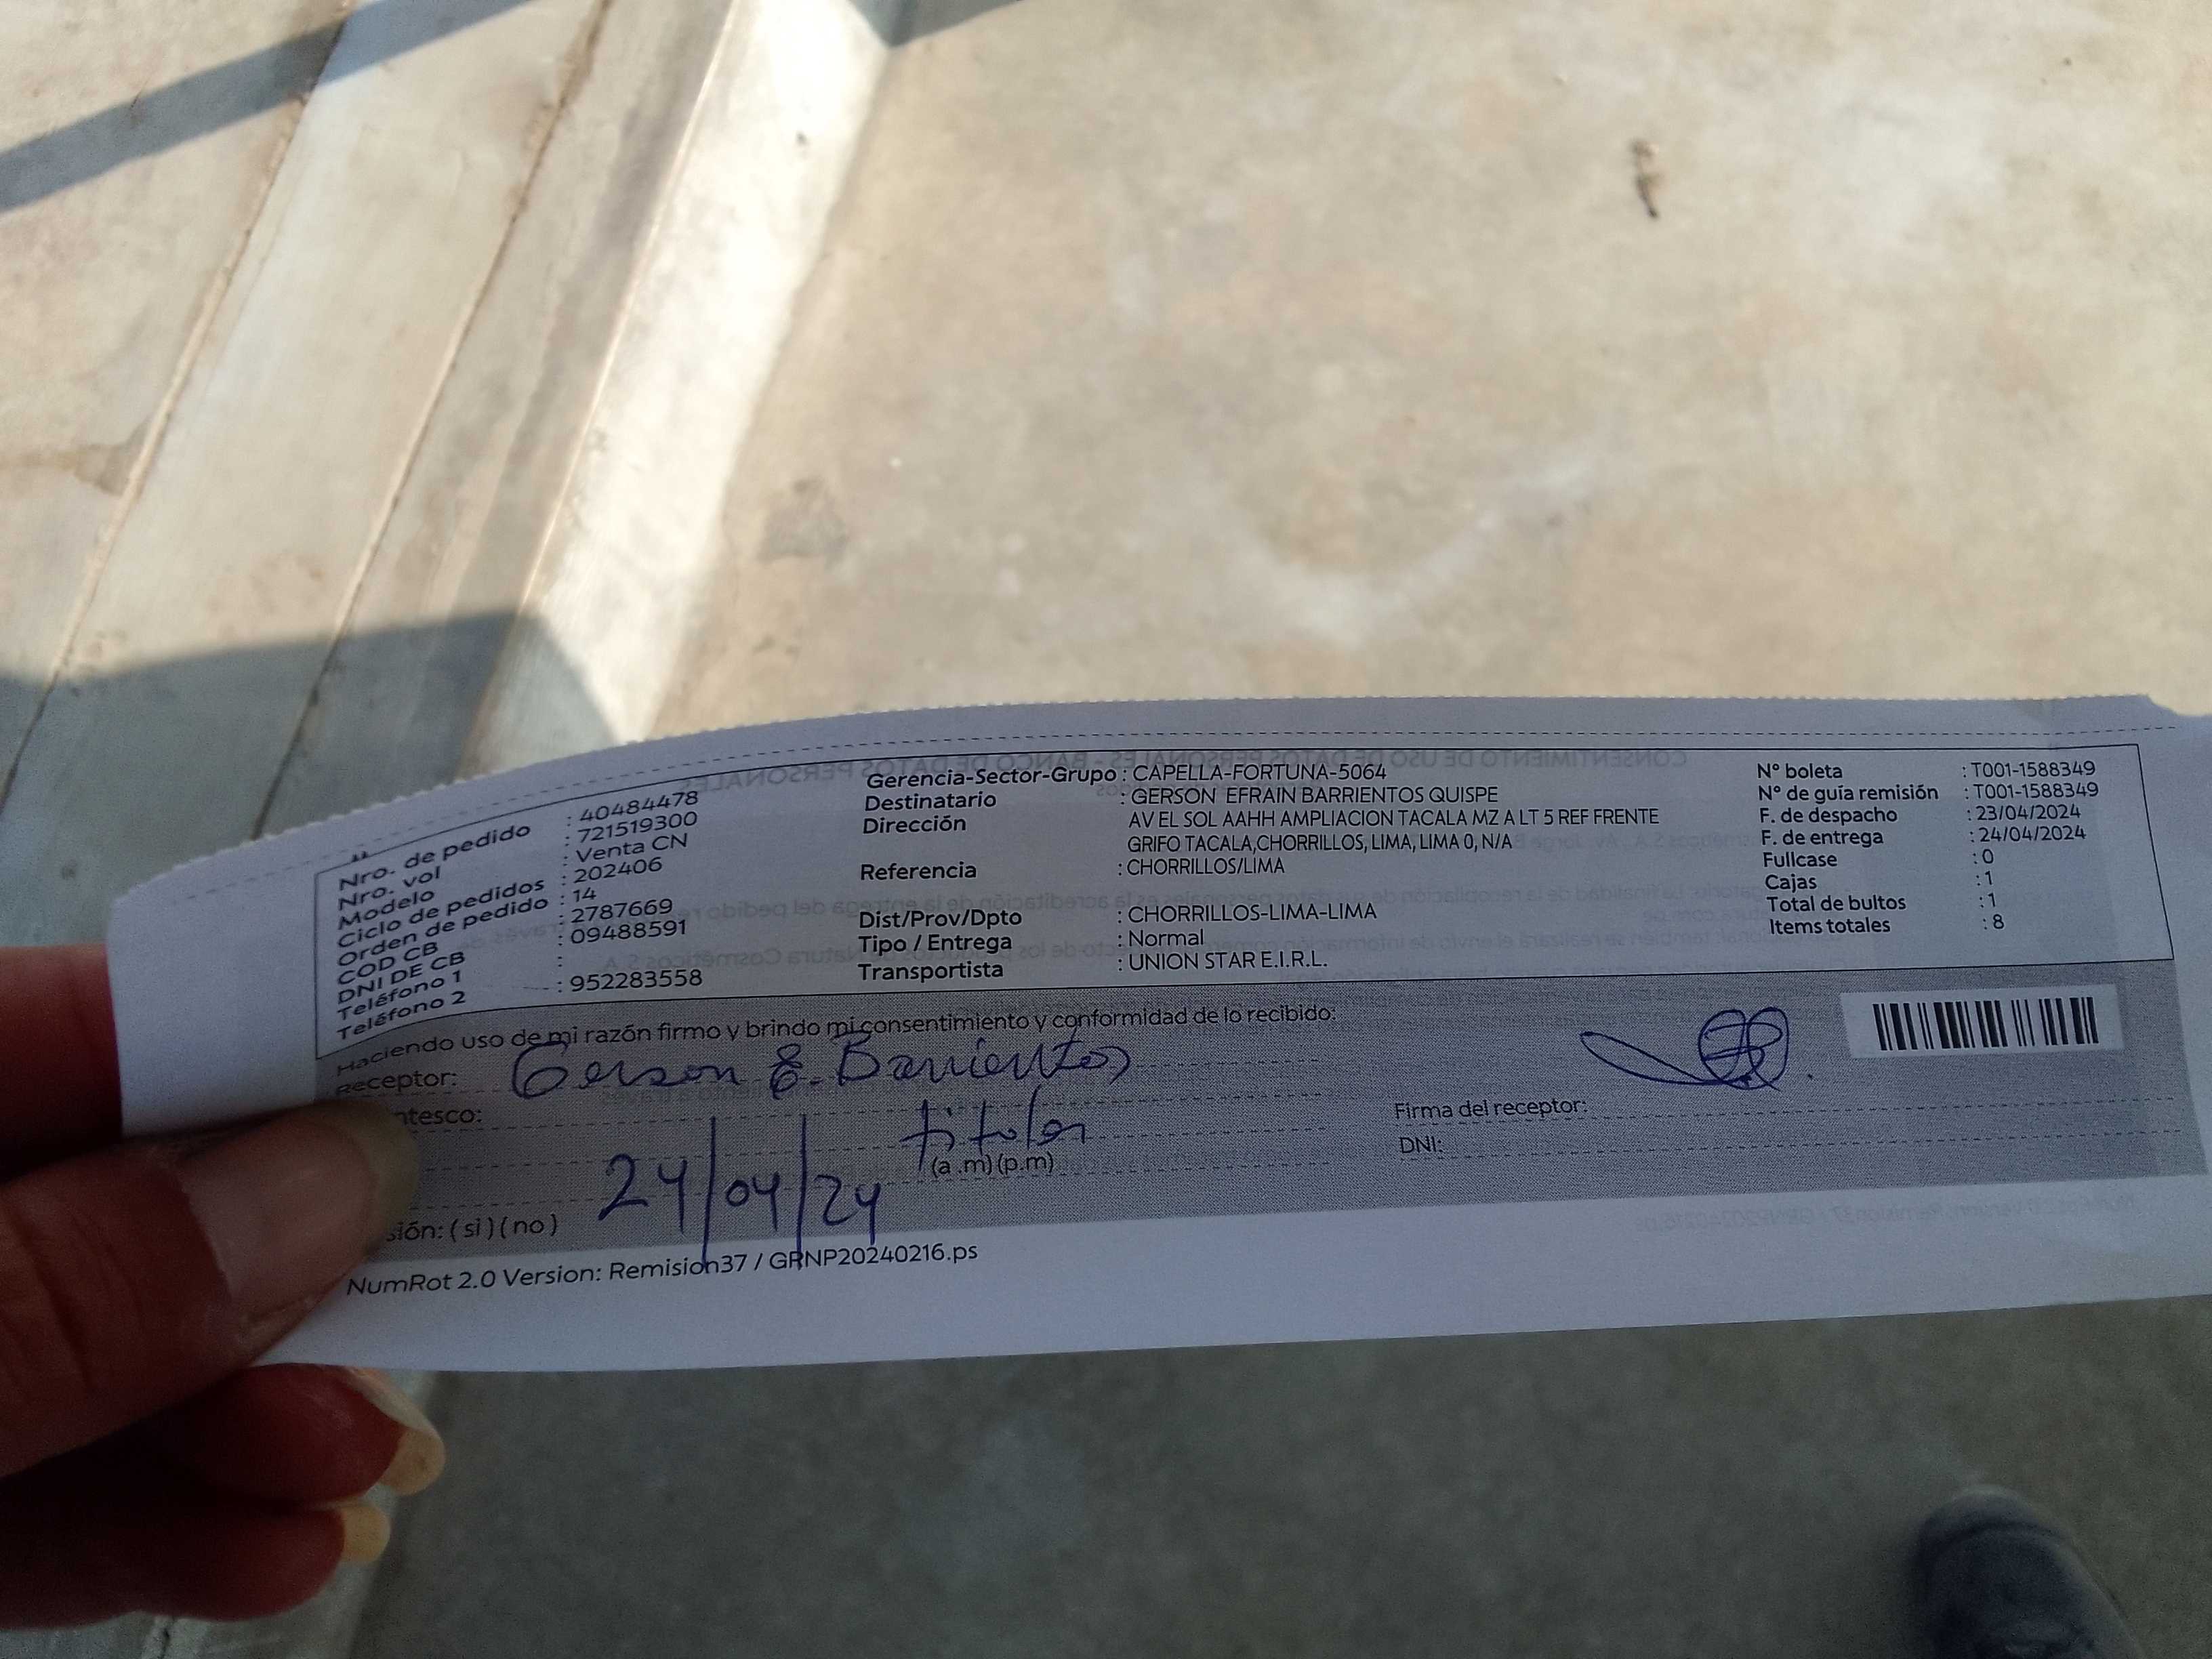 Nro. de pedido : 40484478
Nro. vol : 721519300
Modelo : Venta CN
Ciclo de pedidos : 202406
Orden de pedido : 14
COD CB : 2787669
DNI DE CB : 09488591
Teléfono 1 :
Teléfono 2 : 952283558
Gerencia-Sector-Grupo : CAPELLA-FORTUNA-5064
Destinatario : GERSON EFRAIN BARRIENTOS QUISPE
Dirección AV EL SOL AAHH AMPLIACION TACALA MZ A LT 5 REF FRENTE
GRIFO TACALA,CHORRILLOS, LIMA, LIMA 0, N/A
Referencia : CHORRILLOS/LIMA
Dist/Prov/Dpto : CHORRILLOS-LIMA-LIMA
Tipo / Entrega : Normal
Transportista : UNION STAR E.I.R.L.
Nº boleta : T001-1588349
Nº de guía remisión : T001-1588349
F. de despacho : 23/04/2024
F. de entrega : 24/04/2024
Fullcase : 0
Cajas : 1
Total de bultos : 1
Items totales : 8
Haciendo uso de mi razón firmo y brindo mi consentimiento y conformidad de lo recibido:
Receptor: Gerson E. Barrientos
ntesco: titular
24/04/24 (a.m)(p.m)
sión: (si)(no)
Firma del receptor:
DNI:
NumRot 2.0 Version: Remision37 / GRNP20240216.ps